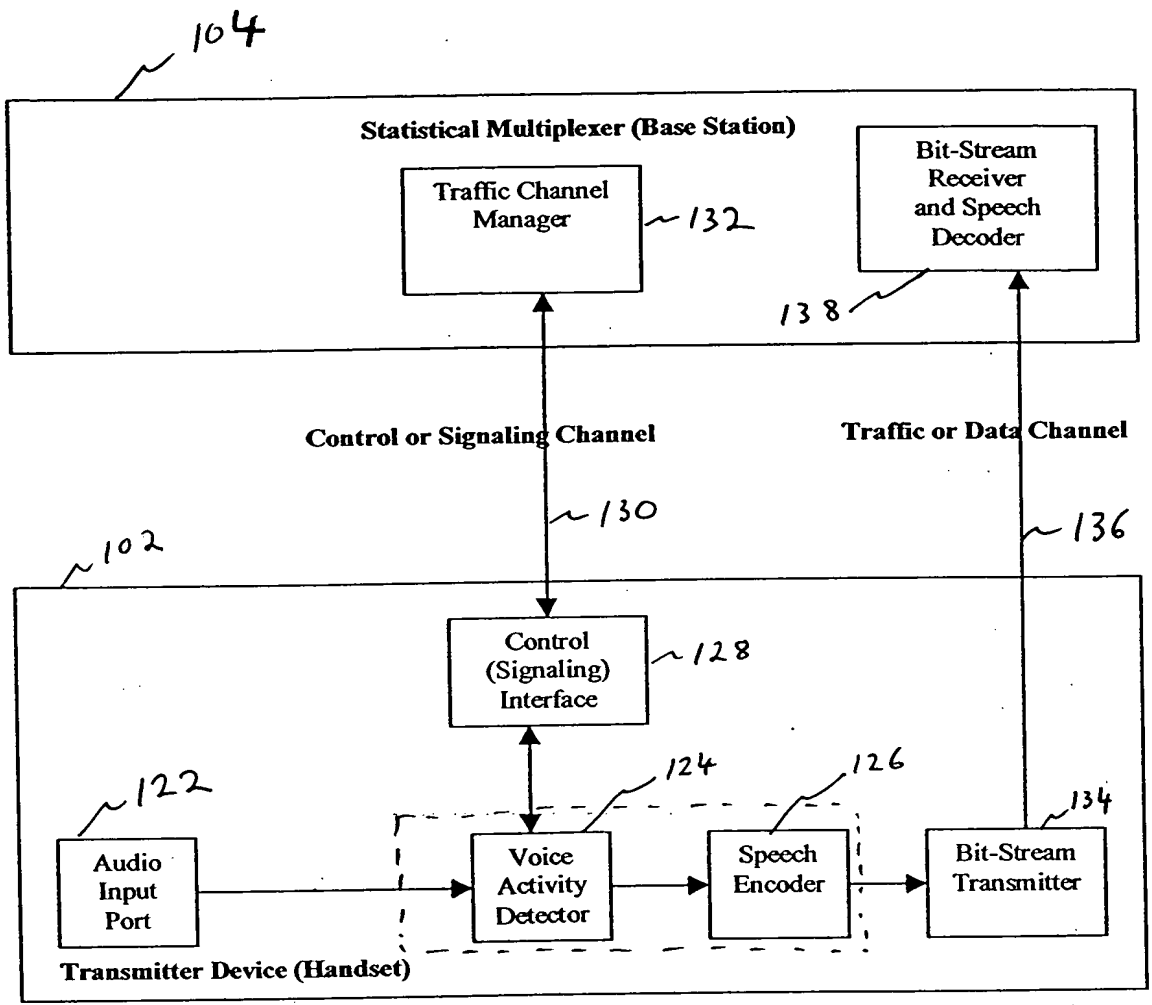 104
Statistical Multiplexer (Base Station)
Traffic Channel
Manager
132
Bit-Stream
Receiver
and Speech
Decoder
138
Control or Signaling Channel
Traffic or Data Channel
130
136
102
Control
(Signaling)
Interface
128
122
124
126
134
Audio
Input
Port
Voice
Activity
Detector
Speech
Encoder
Bit-Stream
Transmitter
Transmitter Device (Handset)